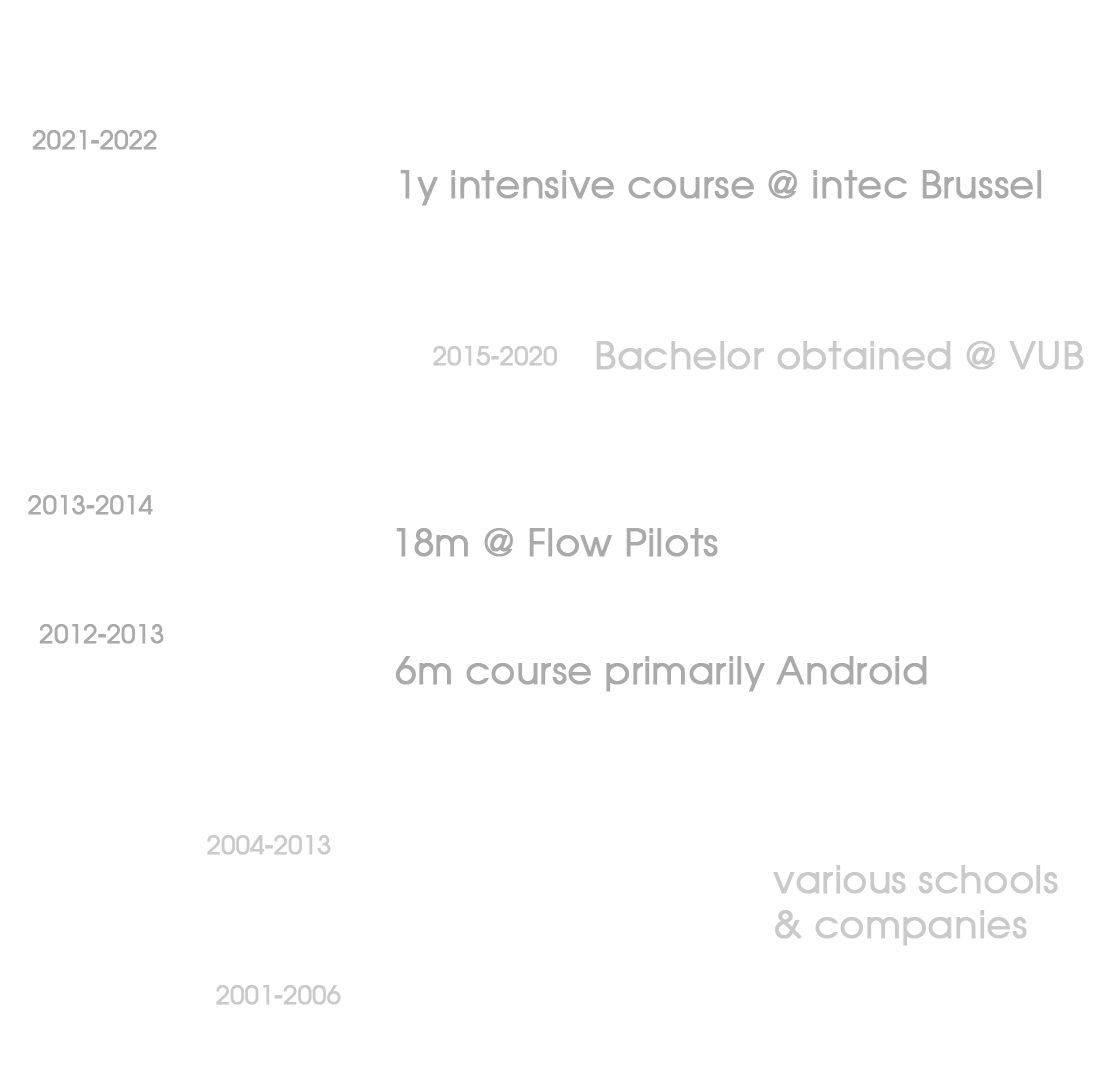 2021-2022
1y intensive course @ intec Brussel
2015-2020 Bachelor obtained @ VUB
2013-2014
18m @ Flow Pilots
2012-2013
6m course primarily Android
2004-2013
various schools
& companies
2001-2006